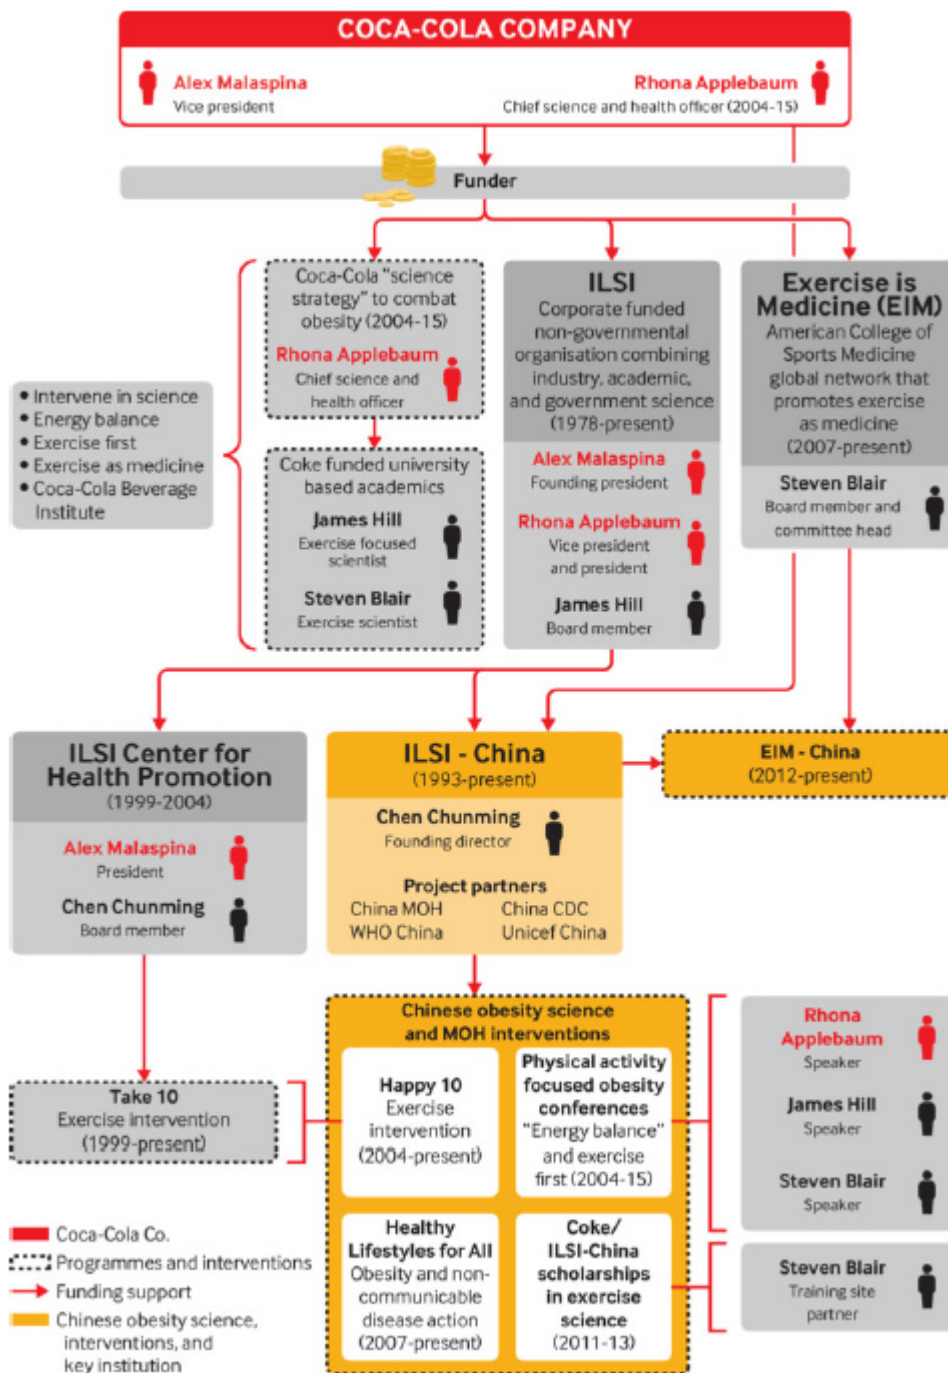 COCA-COLA COMPANY
Alex Malaspina
Vice president
Rhona Applebaum
Chief science and health officer (2004-15)
Funder
Coca-Cola "science
strategy" to combat
obesity (2004-15)
Rhona Applebaum
Chief science and
health officer
ILSI
Corporate funded
non-governmental
organisation combining
industry, academic,
and government science
(1978-present)
Alex Malaspina
Founding president
Rhona Applebaum
Vice president
and president
James Hill
Board member
Exercise is
Medicine (EIM)
American College of
Sports Medicine
global network that
promotes exercise
as medicine
(2007-present)
Steven Blair
Board member and
committee head
• Intervene in science
• Energy balance
• Exercise first
• Exercise as medicine
• Coca-Cola Beverage
Institute
Coke funded university
based academics
James Hill
Exercise focused
scientist
Steven Blair
Exercise scientist
ILSI Center for
Health Promotion
(1999-2004)
Alex Malaspina
President
Chen Chunming
Board member
ILSI - China
(1993-present)
Chen Chunming
Founding director
Project partners
China MOH China CDC
WHO China Unicef China
EIM - China
(2012-present)
Chinese obesity science
and MOH interventions
Happy 10
Exercise
intervention
(2004-present)
Physical activity
focused obesity
conferences
"Energy balance"
and exercise
first (2004-15)
Healthy
Lifestyles for All
Obesity and non-
communicable
disease action
(2007-present)
Coke/
ILSI-China
scholarships
in exercise
science
(2011-13)
Take 10
Exercise intervention
(1999-present)
Rhona
Applebaum
Speaker
James Hill
Speaker
Steven Blair
Speaker
Steven Blair
Training site
partner
Coca-Cola Co.
Programmes and interventions
Funding support
Chinese obesity science,
interventions, and
key institution